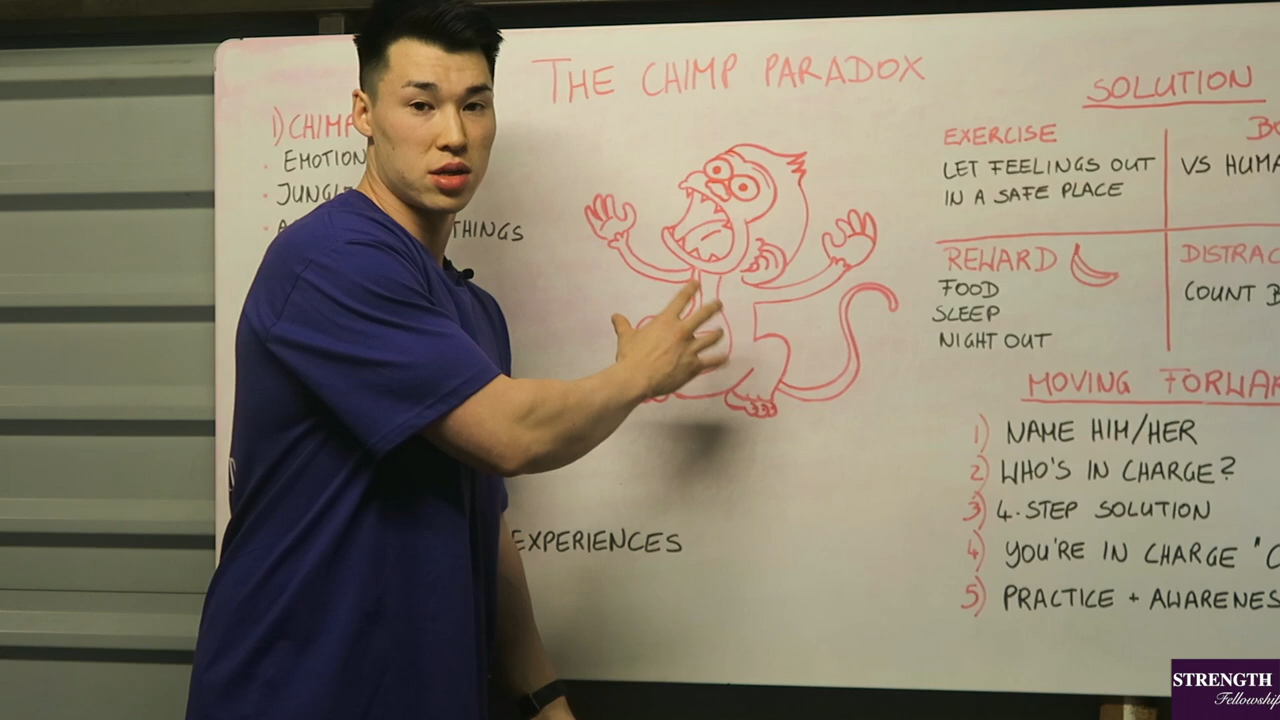 THE CHIMP PARADOX
1) CHIMP
• EMOTION
• JUNGLE
THINGS
EXPERIENCES
SOLUTION
EXERCISE
LET FEELINGS OUT
IN A SAFE PLACE
VS HUMA
REWARD
FOOD
SLEEP
NIGHT OUT
DISTRAC
COUNT B
MOVING FORWAR
1) NAME HIM/HER
2) WHO'S IN CHARGE?
3) 4-STEP SOLUTION
4) YOU'RE IN CHARGE "C
5) PRACTICE + AWARENES
STRENGTH
Fellowship